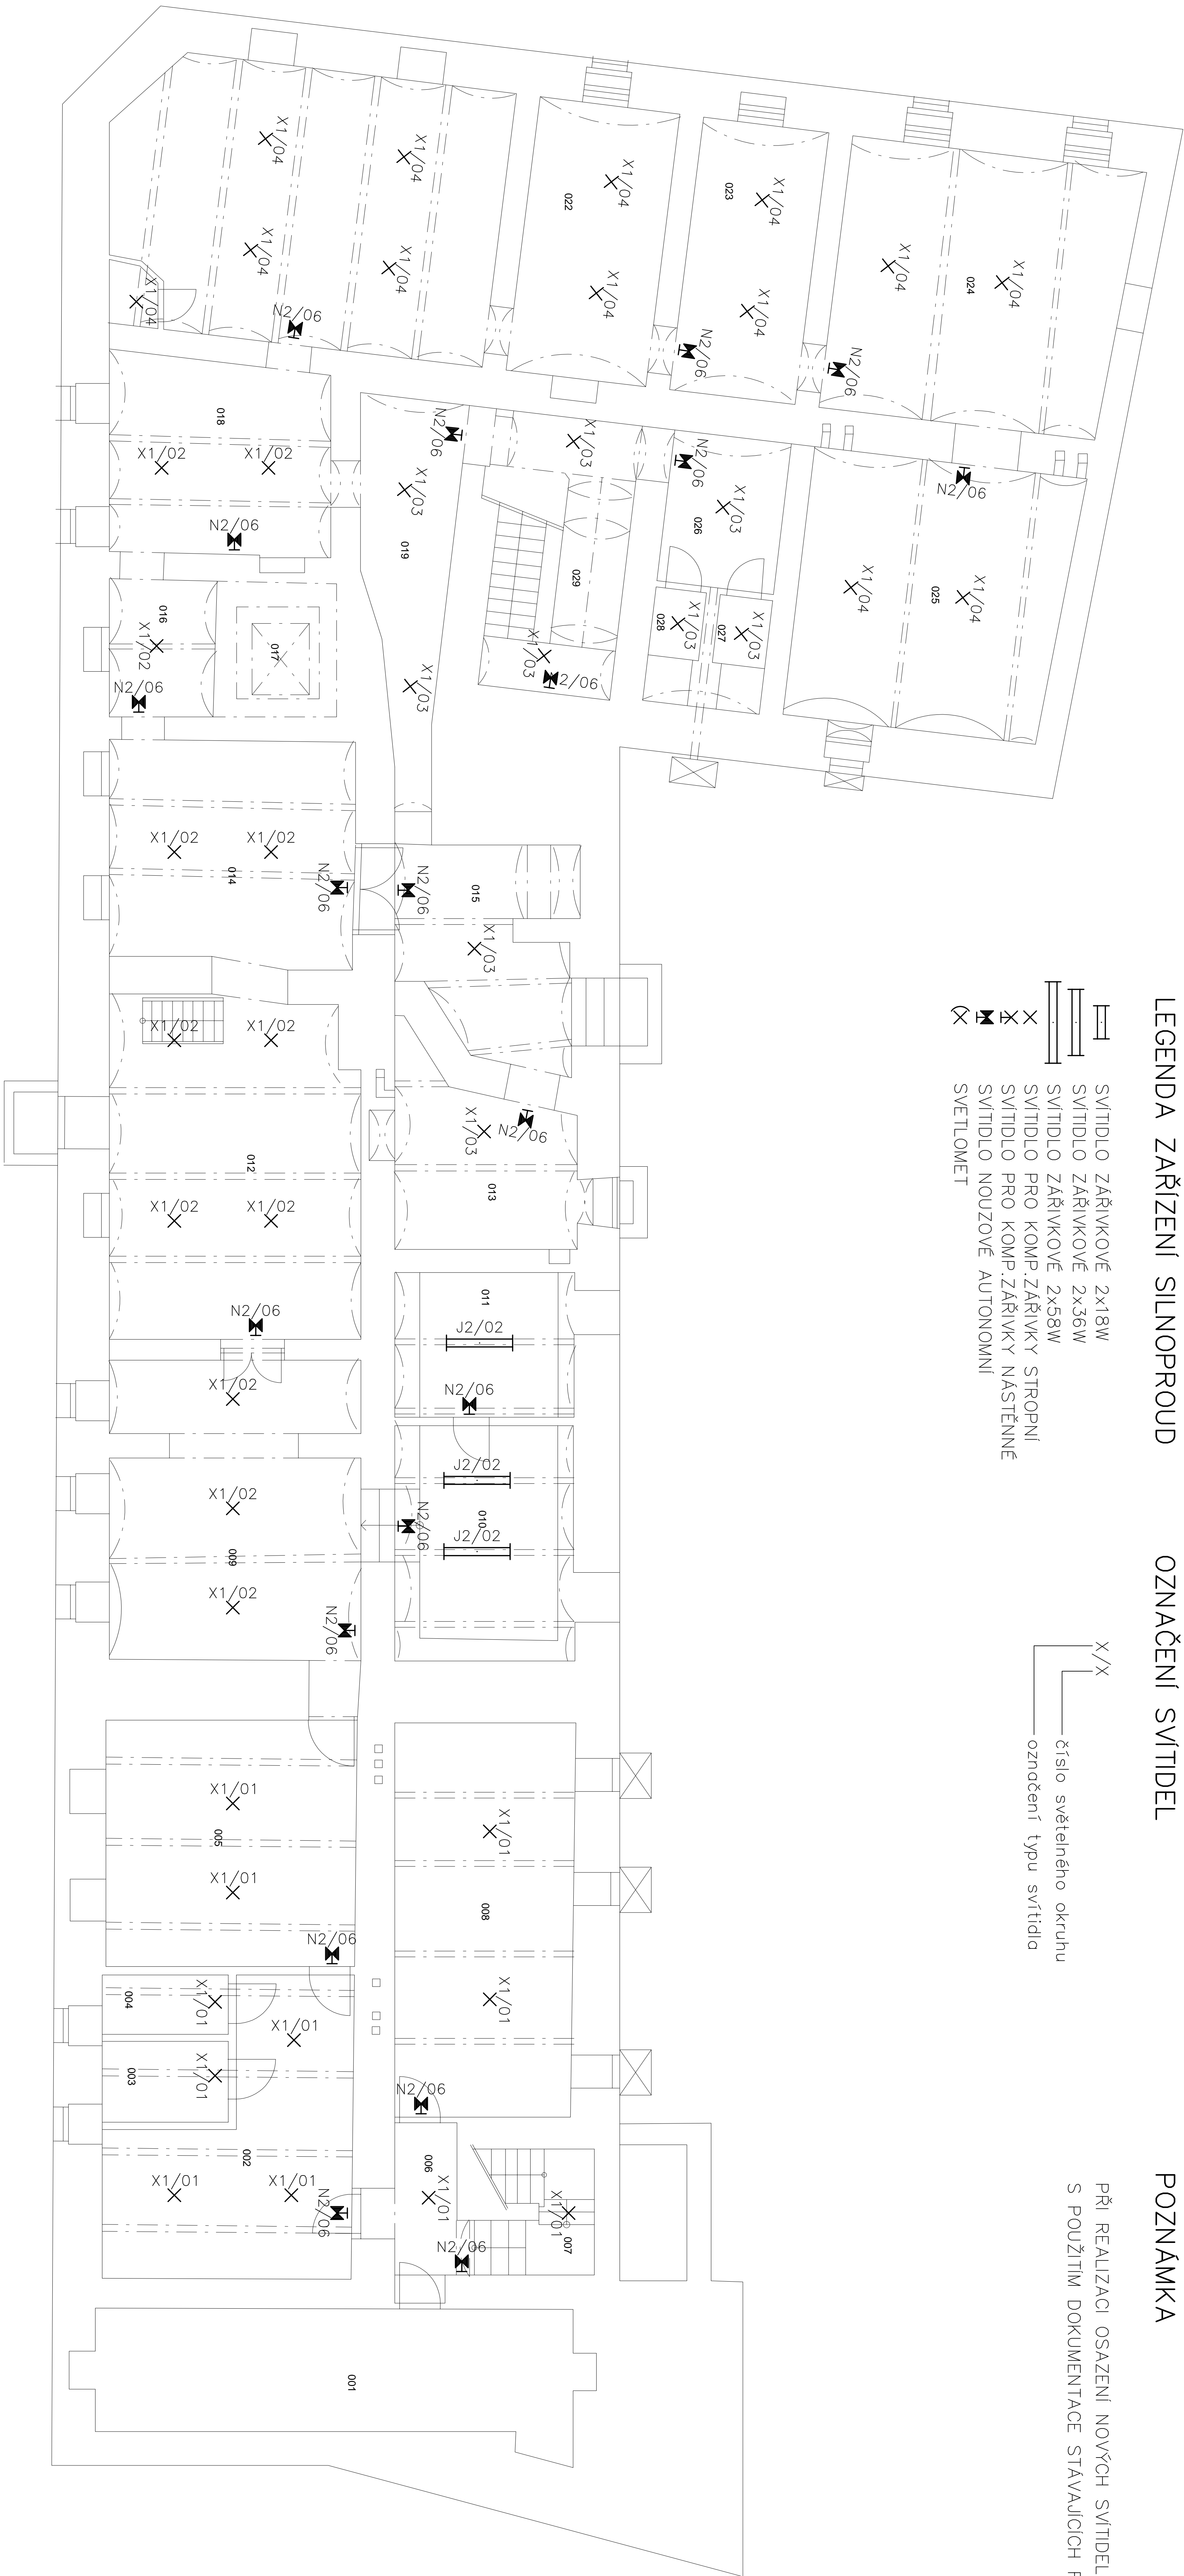 LEGENDA ZAŘÍZENÍ SILNOPROUD
SVÍTIDLO ZÁŘIVKOVÉ 2x18W
SVÍTIDLO ZÁŘIVKOVÉ 2x36W
SVÍTIDLO ZÁŘIVKOVÉ 2x58W
SVÍTIDLO PRO KOMP.ZÁŘIVKY STROPNÍ
SVÍTIDLO PRO KOMP.ZÁŘIVKY NÁSTĚNNÉ
SVÍTIDLO NOUZOVÉ AUTONOMNÍ
SVETLOMET
OZNAČENÍ SVÍTIDEL
X/X
číslo světelného okruhu
označení typu svítidla
POZNÁMKA
PŘI REALIZACI OSAZENÍ NOVÝCH SVÍTIDEL
S POUŽITÍM DOKUMENTACE STÁVAJÍCÍCH
X1/04
X1/04
X1/04
X1/04
X1/04
N2/06
X1/04
022
X1/04
N2/06
023
X1/04
X1/04
N2/06
X1/04
024
X1/04
N2/06
X1/04
025
X1/04
018
X1/02
X1/02
N2/06
N2/06
X1/03
019
X1/03
X1/03
029
X1/03
N2/06
N2/06
X1/03
026
X1/03
028
X1/03
027
016
X1/02
N2/06
017
X1/02
X1/02
014
N2/06
N2/06
015
X1/03
X1/02
X1/02
012
X1/02
X1/02
N2/06
X1/03
N2/06
013
011
J2/02
N2/06
X1/02
X1/02
009
X1/02
N2/06
J2/02
N2/06
010
J2/02
X1/01
005
X1/01
N2/06
X1/01
008
X1/01
N2/06
004
X1/01
X1/01
003
X1/01
002
X1/01
X1/01
N2/06
006
X1/01
N2/06
X1/01
007
001